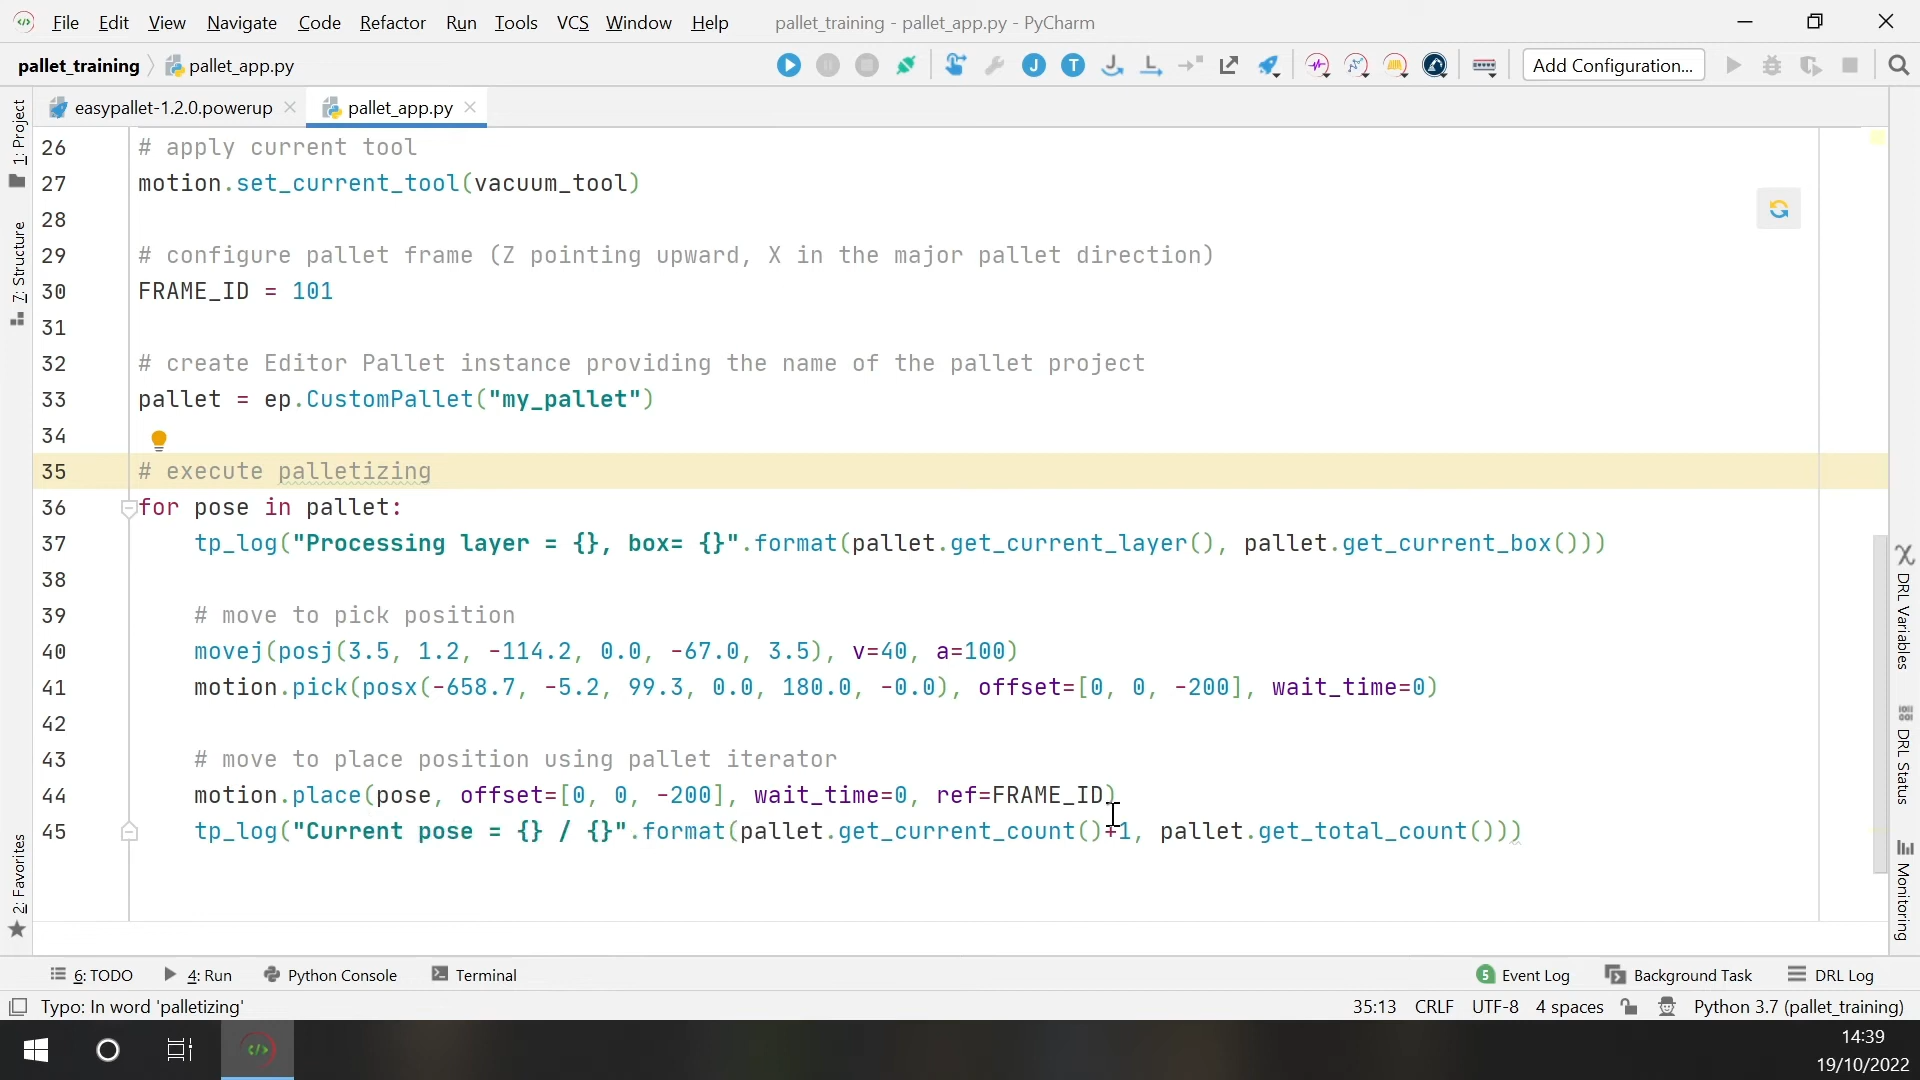 File Edit View Navigate Code Refactor Run Tools VCS Window Help pallet_training - pallet_app.py - PyCharm
pallet_training pallet_app.py J T Add Configuration...
easypallet-1.2.0.powerup pallet_app.py
1: Project
7: Structure
2: Favorites
26 # apply current tool
27 motion.set_current_tool(vacuum_tool)
28
29 # configure pallet frame (Z pointing upward, X in the major pallet direction)
30 FRAME_ID = 101
31
32 # create Editor Pallet instance providing the name of the pallet project
33 pallet = ep.CustomPallet("my_pallet")
34
35 # execute palletizing
36 for pose in pallet:
37 tp_log("Processing layer = {}, box= {}".format(pallet.get_current_layer(), pallet.get_current_box()))
38
39 # move to pick position
40 movej(posj(3.5, 1.2, -114.2, 0.0, -67.0, 3.5), v=40, a=100)
41 motion.pick(posx(-658.7, -5.2, 99.3, 0.0, 180.0, -0.0), offset=[0, 0, -200], wait_time=0)
42
43 # move to place position using pallet iterator
44 motion.place(pose, offset=[0, 0, -200], wait_time=0, ref=FRAME_ID)
45 tp_log("Current pose = {} / {}".format(pallet.get_current_count()+1, pallet.get_total_count()))
DRL Variables
DRL Status
Monitoring
6: TODO 4: Run Python Console Terminal 5 Event Log Background Task DRL Log
Typo: In word 'palletizing' 35:13 CRLF UTF-8 4 spaces Python 3.7 (pallet_training)
14:39
19/10/2022